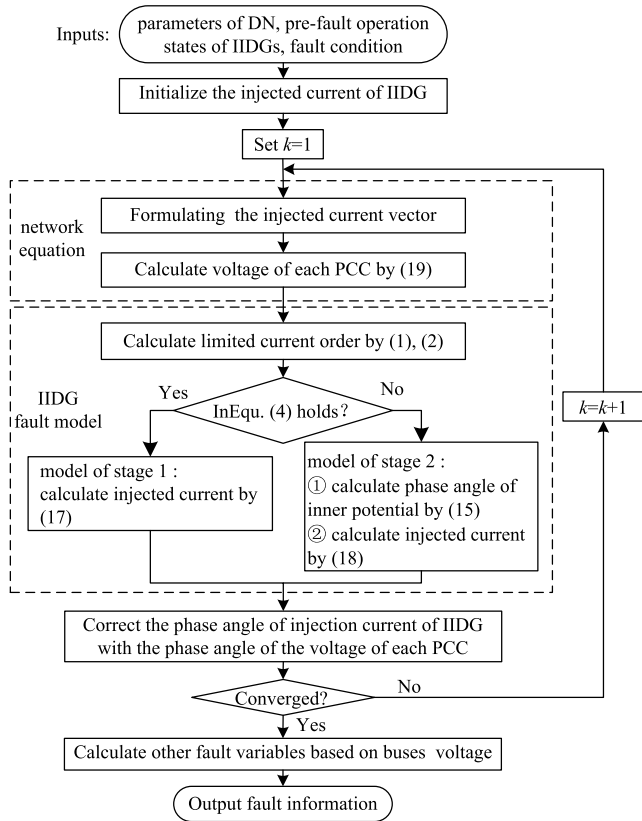 Inputs:
parameters of DN, pre-fault operation
states of IIDGs, fault condition
Initialize the injected current of IIDG
Set k=1
network
equation
Formulating the injected current vector
Calculate voltage of each PCC by (19)
IIDG
fault model
Calculate limited current order by (1), (2)
Yes
InEqu. (4) holds?
No
model of stage 1 :
calculate injected current by
(17)
model of stage 2 :
① calculate phase angle of
inner potential by (15)
② calculate injected current
by (18)
k=k+1
Correct the phase angle of injection current of IIDG
with the phase angle of the voltage of each PCC
Converged?
No
Yes
Calculate other fault variables based on buses voltage
Output fault information